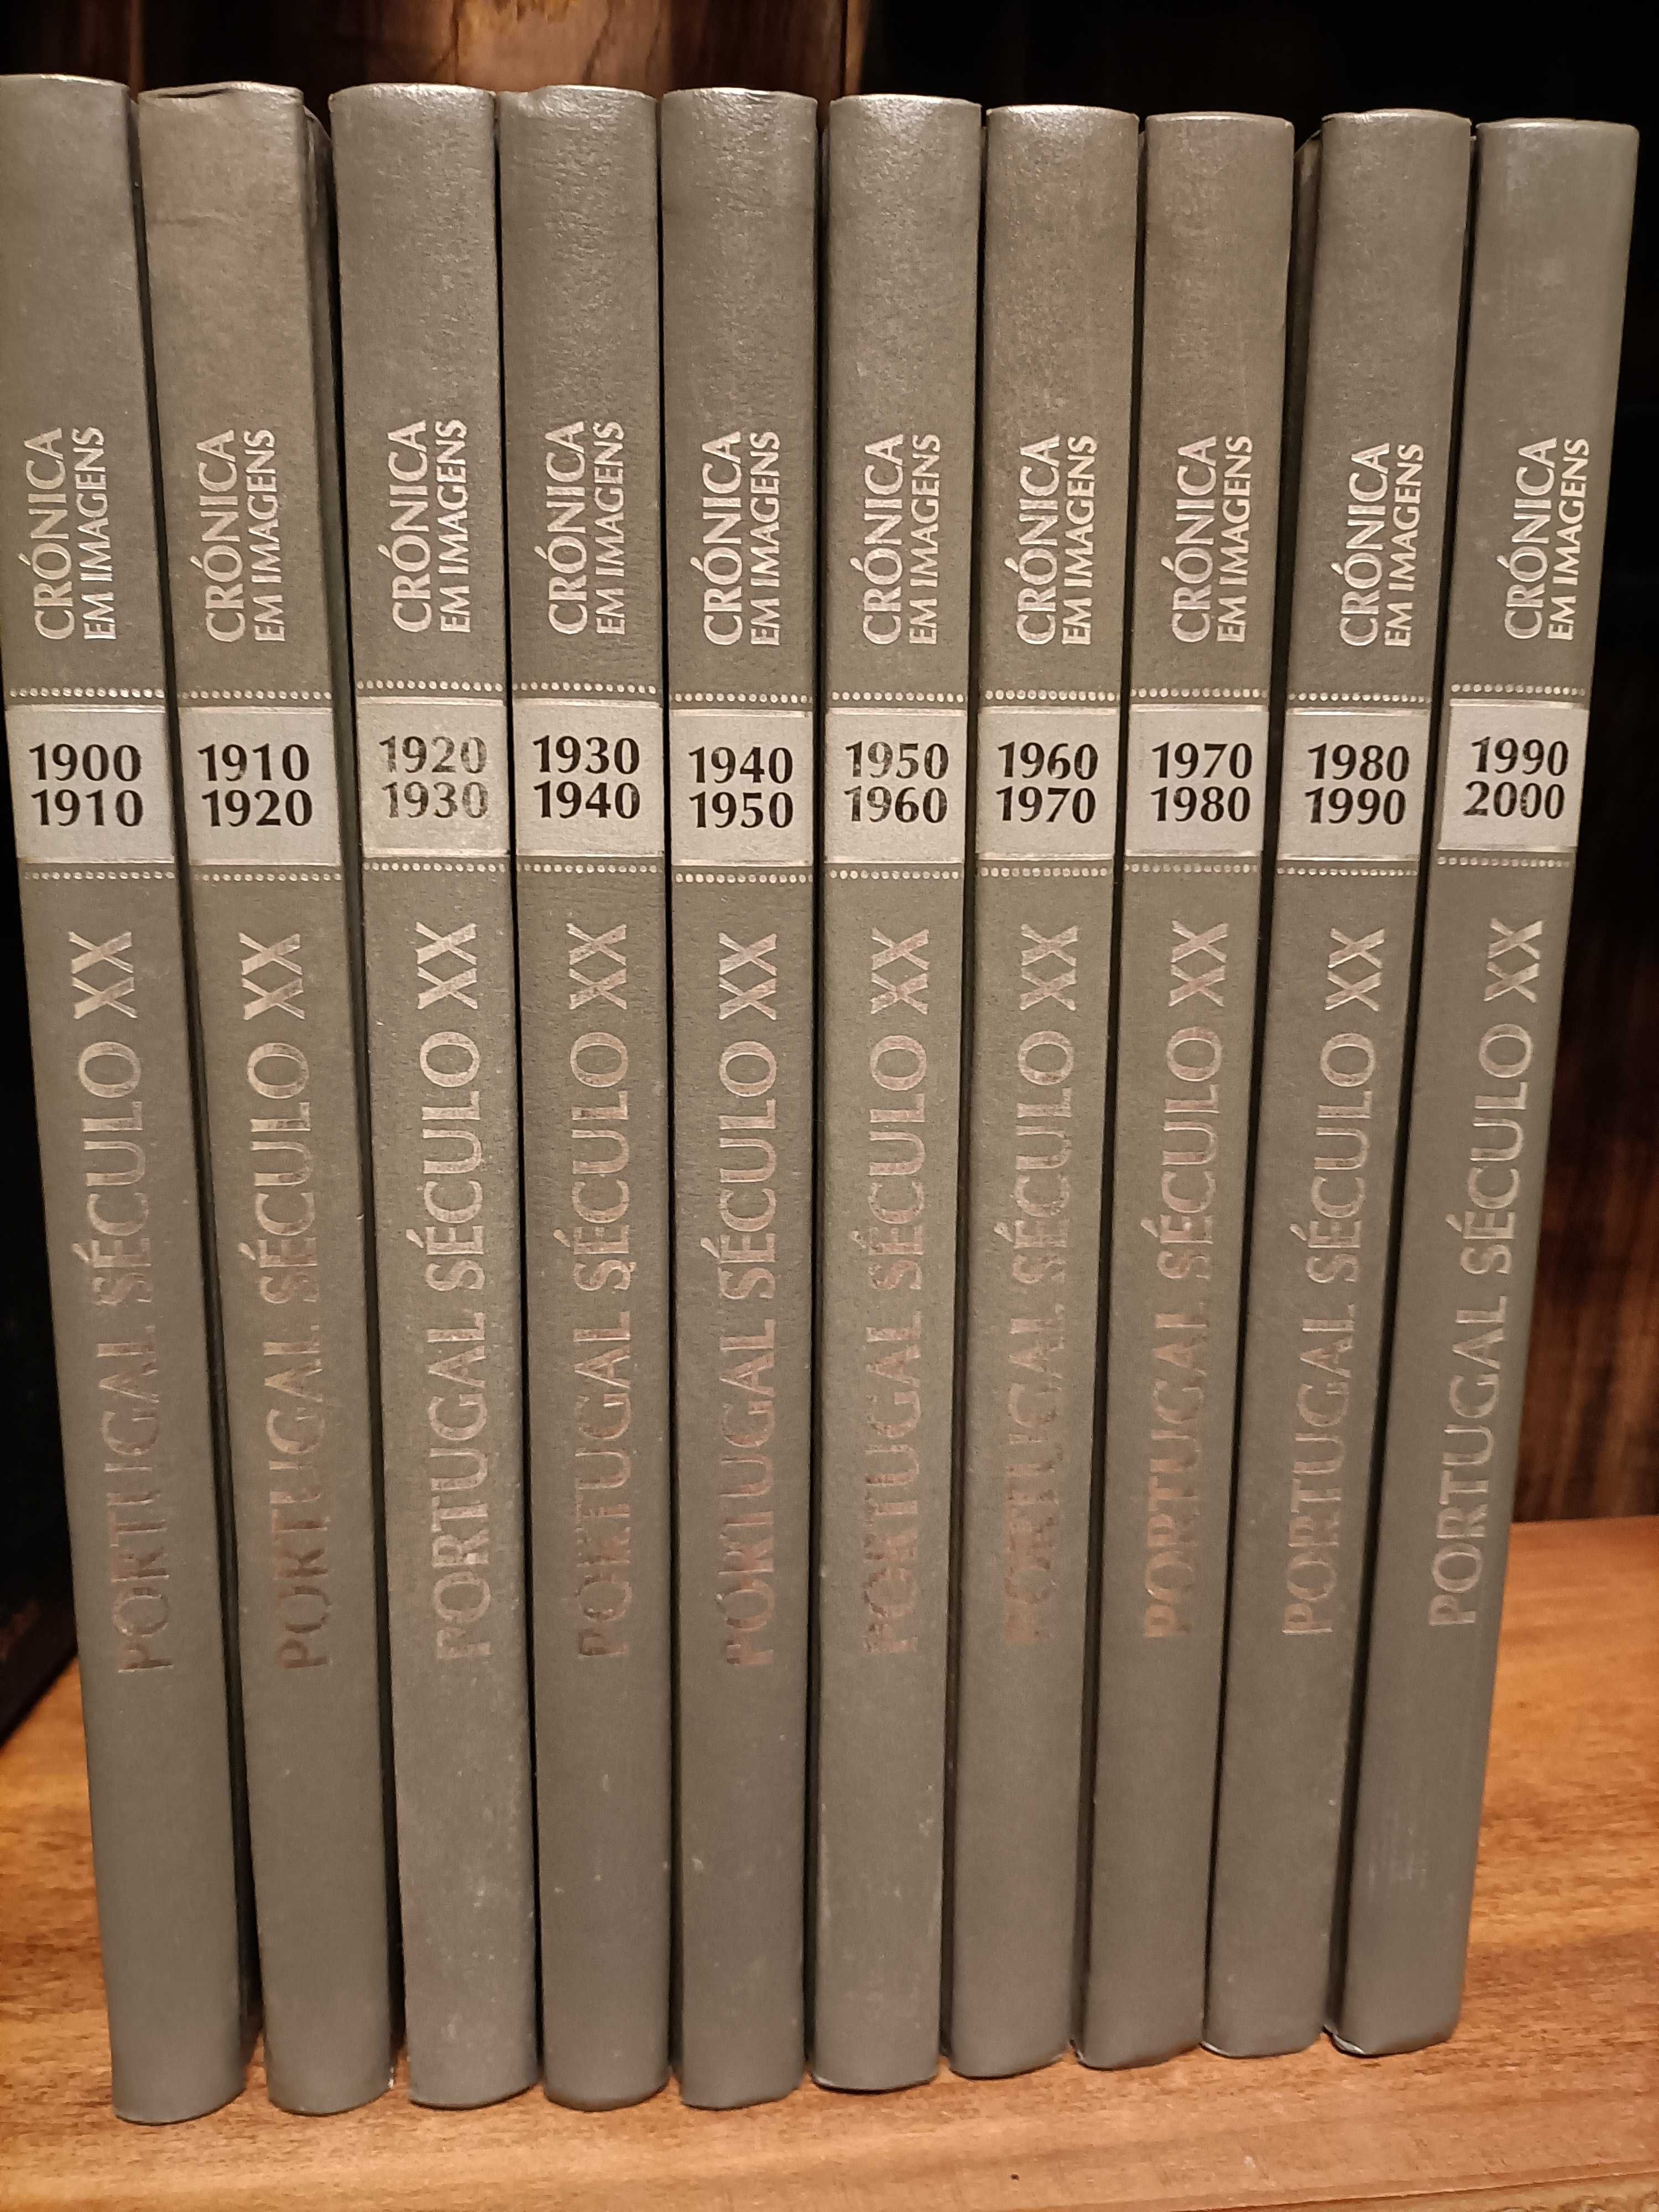 CRÓNICA
EM IMAGENS
1900
1910
PORTUGAL SÉCULO XX
CRÓNICA
EM IMAGENS
1910
1920
PORTUGAL SÉCULO XX
CRÓNICA
EM IMAGENS
1920
1930
PORTUGAL SÉCULO XX
CRÓNICA
EM IMAGENS
1930
1940
PORTUGAL SÉCULO XX
CRÓNICA
EM IMAGENS
1940
1950
PORTUGAL SÉCULO XX
CRÓNICA
EM IMAGENS
1950
1960
PORTUGAL SÉCULO XX
CRÓNICA
EM IMAGENS
1960
1970
PORTUGAL SÉCULO XX
CRÓNICA
EM IMAGENS
1970
1980
PORTUGAL SÉCULO XX
CRÓNICA
EM IMAGENS
1980
1990
PORTUGAL SÉCULO XX
CRÓNICA
EM IMAGENS
1990
2000
PORTUGAL SÉCULO XX